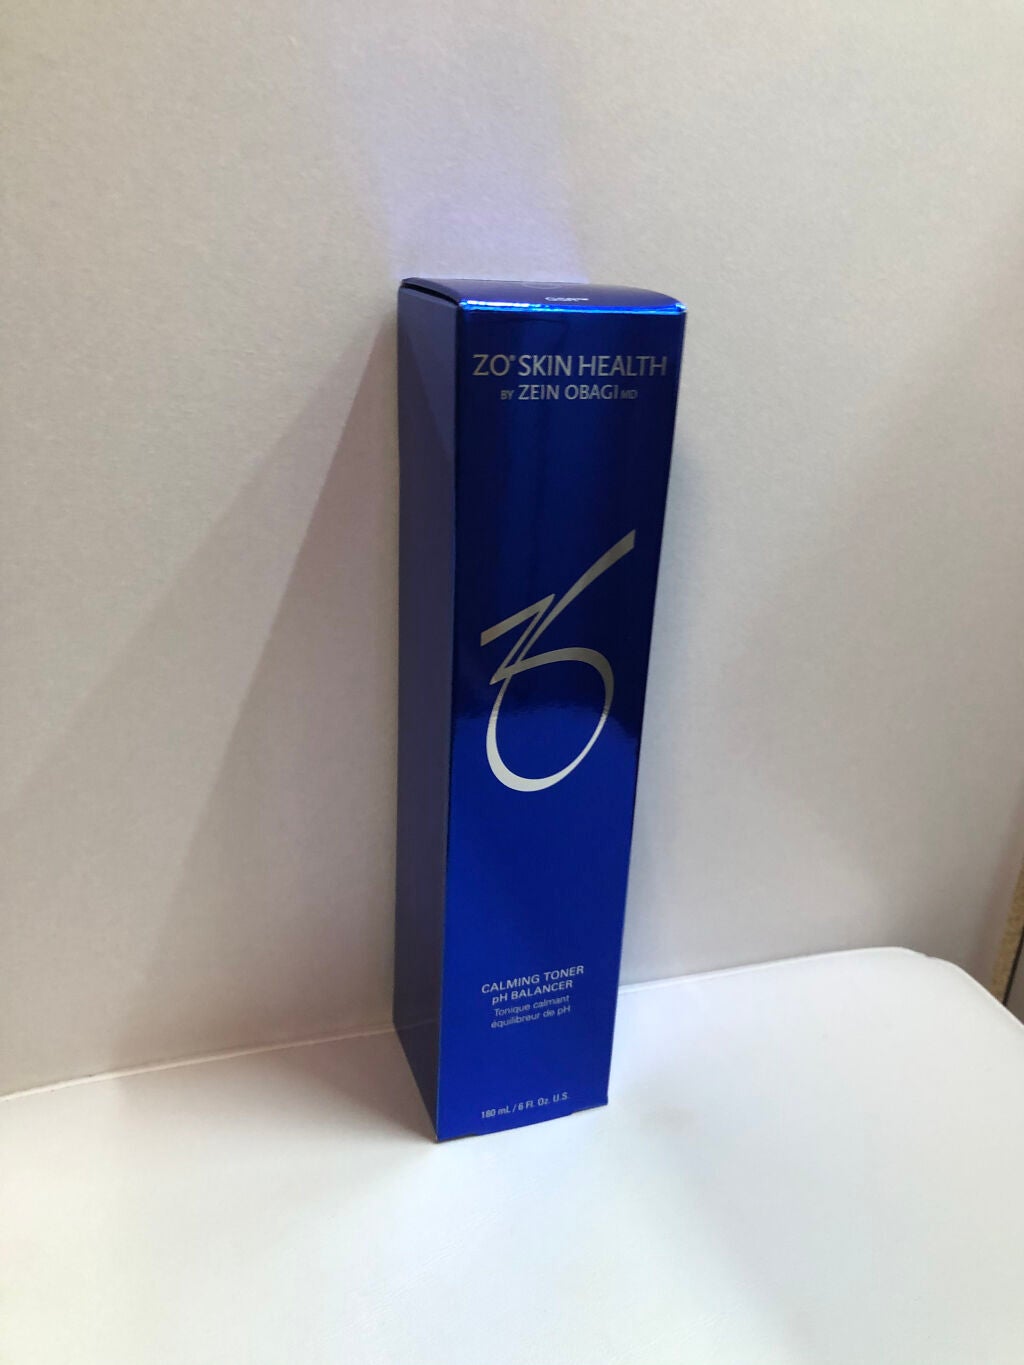 GSR™
ZO® SKIN HEALTH
BY ZEIN OBAGI MD
CALMING TONER
pH BALANCER
Tonique calmant
équilibreur de pH
180 mL / 6 Fl. Oz. U.S.